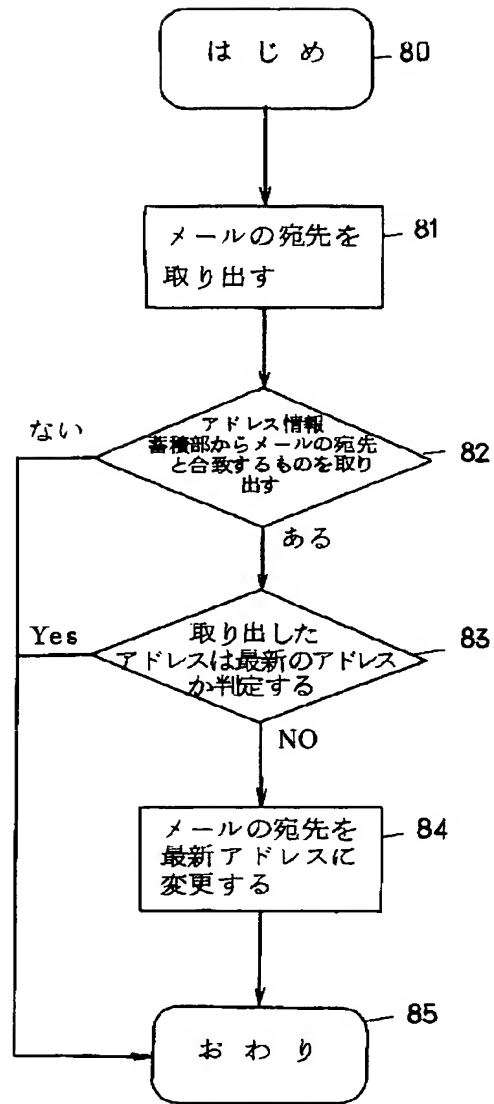 はじめ
80
メールの宛先を
取り出す
81
アドレス情報
蓄積部からメールの宛先
と合致するものを取り
出す
82
ない
ある
取り出した
アドレスは最新のアドレス
か判定する
83
Yes
NO
メールの宛先を
最新アドレスに
変更する
84
おわり
85